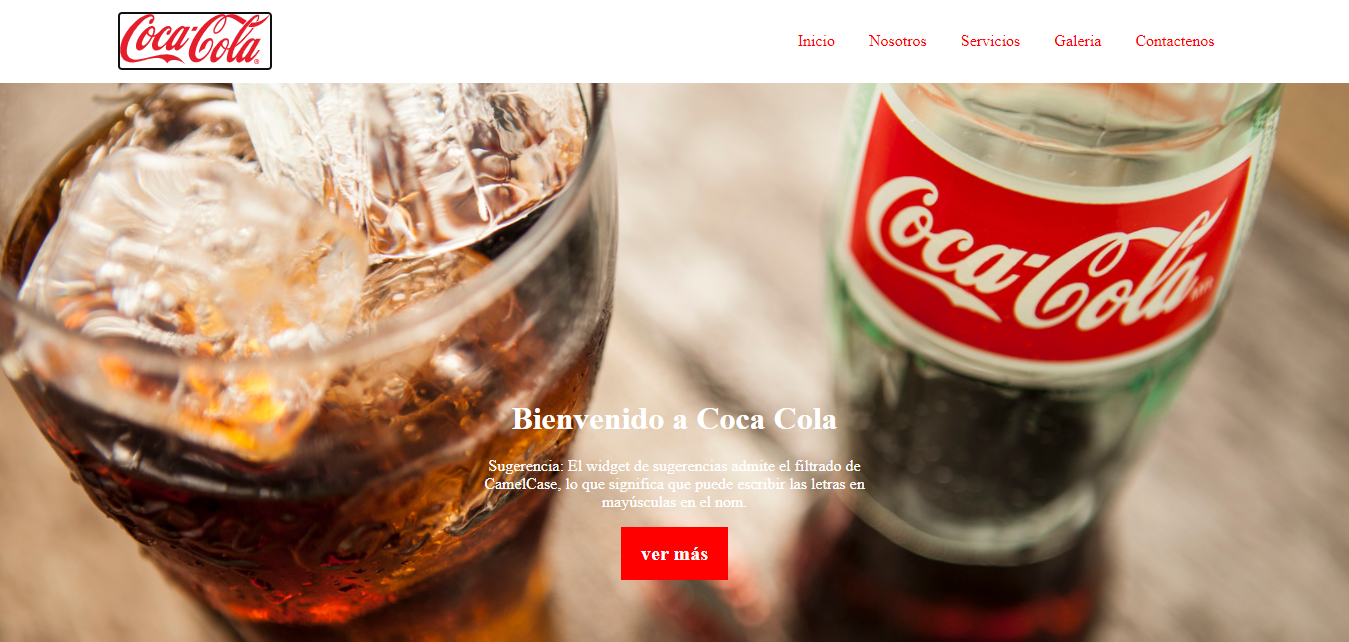 Coca-Cola
Inicio Nosotros Servicios Galeria Contactenos
Coca-Cola
MR
Bienvenido a Coca Cola
Sugerencia: El widget de sugerencias admite el filtrado de
CamelCase, lo que significa que puede escribir las letras en
mayúsculas en el nom.
ver más